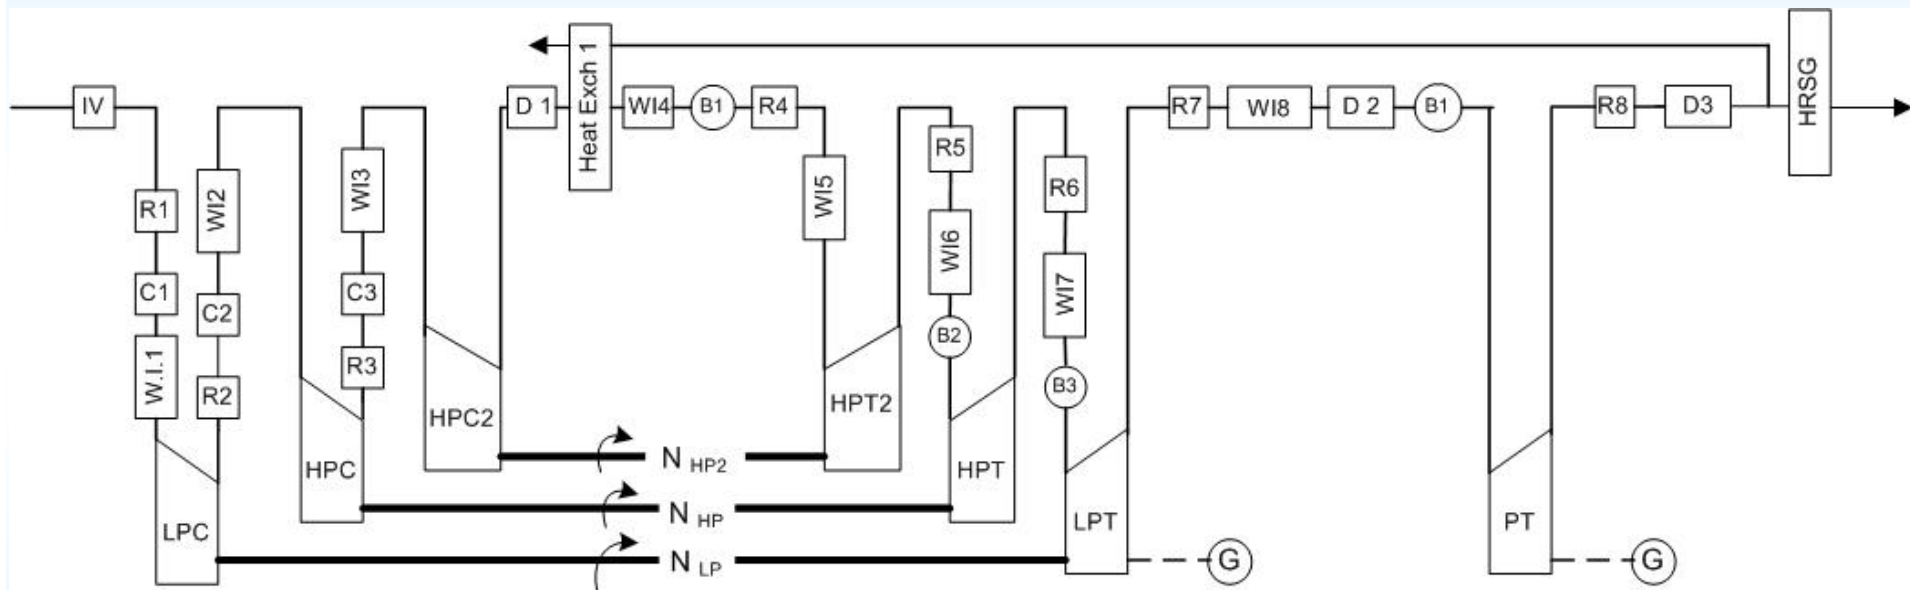 IV
R1
C1
W.I.1
LPC
WI2
C2
R2
HPC
WI3
C3
R3
HPC2
D 1
Heat Exch 1
WI4
B1
R4
WI5
HPT2
R5
WI6
B2
HPT
R6
WI7
B3
LPT
G
R7
WI8
D 2
B1
PT
G
R8
D3
HRSG
N HP2
N HP
N LP